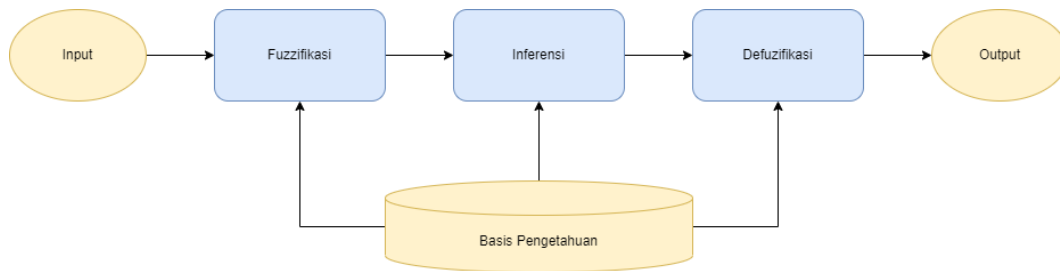 Input
Fuzzifikasi
Inferensi
Defuzifikasi
Output
Basis Pengetahuan